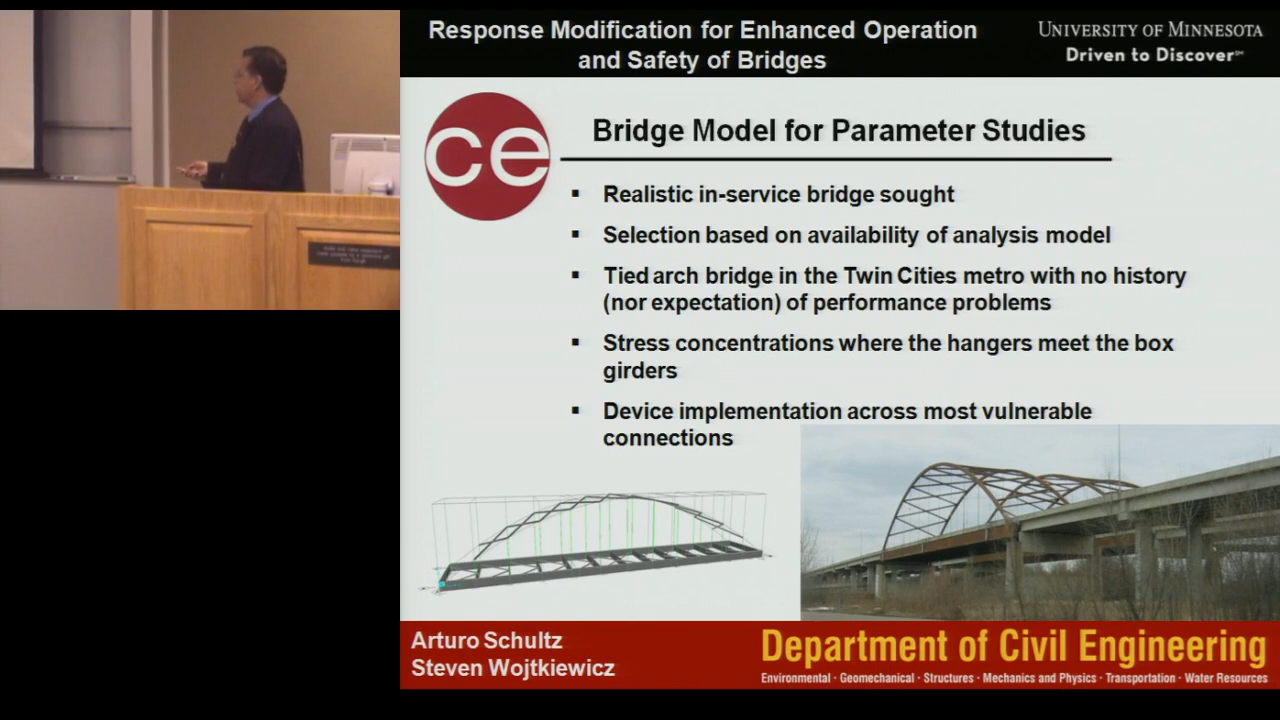 Response Modification for Enhanced Operation
and Safety of Bridges
UNIVERSITY OF MINNESOTA
Driven to Discover℠
ce
Bridge Model for Parameter Studies
▪ Realistic in-service bridge sought
▪ Selection based on availability of analysis model
▪ Tied arch bridge in the Twin Cities metro with no history
(nor expectation) of performance problems
▪ Stress concentrations where the hangers meet the box
girders
▪ Device implementation across most vulnerable
connections
Arturo Schultz
Steven Wojtkiewicz
Department of Civil Engineering
Environmental · Geomechanical · Structures · Mechanics and Physics · Transportation · Water Resources